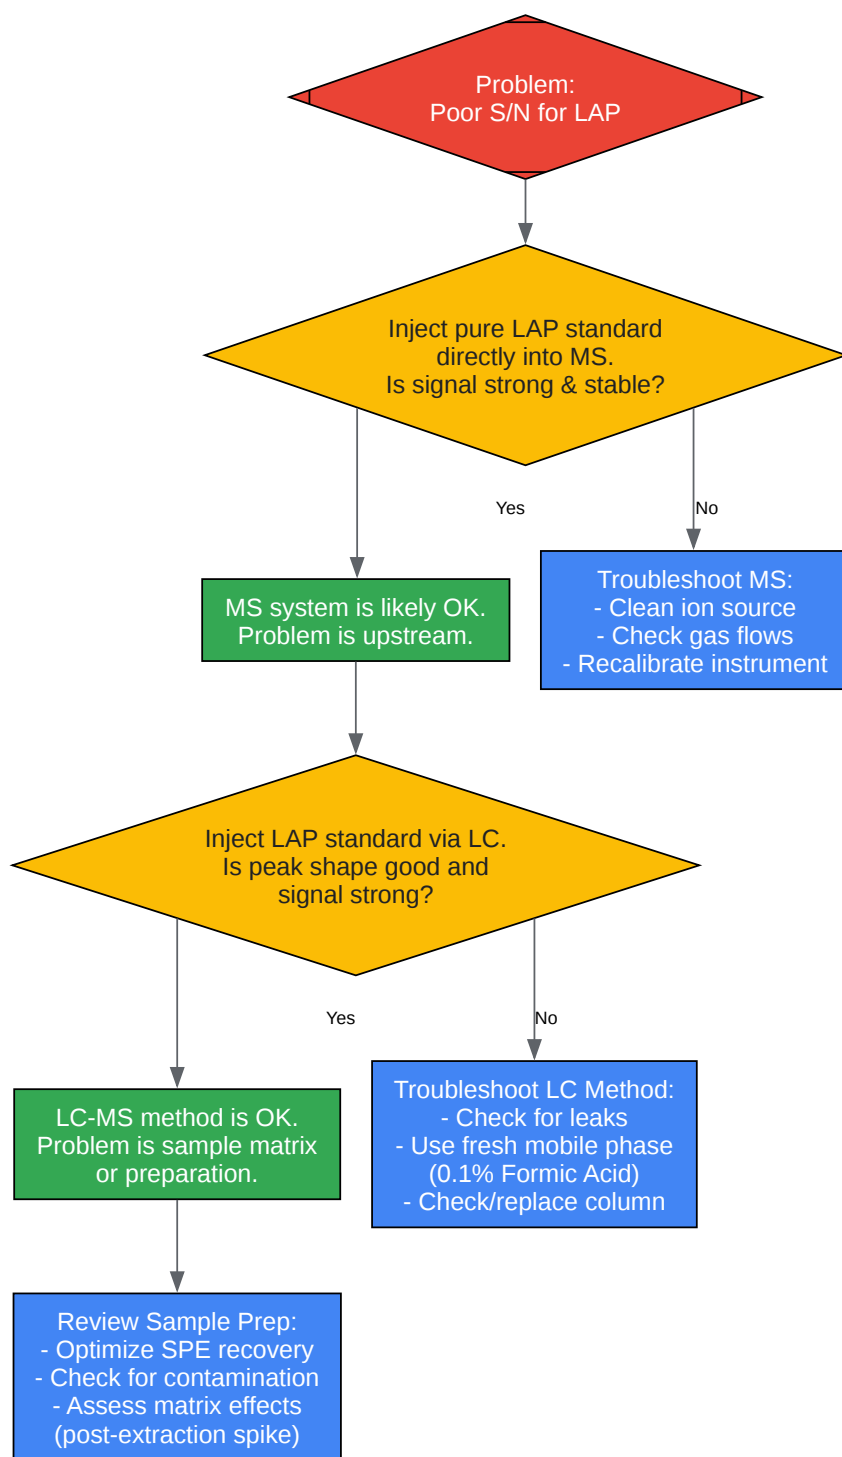 Problem:
Poor S/N for LAP
Inject pure LAP standard
directly into MS.
Is signal strong & stable?
Yes
No
MS system is likely OK.
Problem is upstream.
Troubleshoot MS:
- Clean ion source
- Check gas flows
- Recalibrate instrument
Inject LAP standard via LC.
Is peak shape good and
signal strong?
Yes
No
LC-MS method is OK.
Problem is sample matrix
or preparation.
Troubleshoot LC Method:
- Check for leaks
- Use fresh mobile phase
(0.1% Formic Acid)
- Check/replace column
Review Sample Prep:
- Optimize SPE recovery
- Check for contamination
- Assess matrix effects
(post-extraction spike)